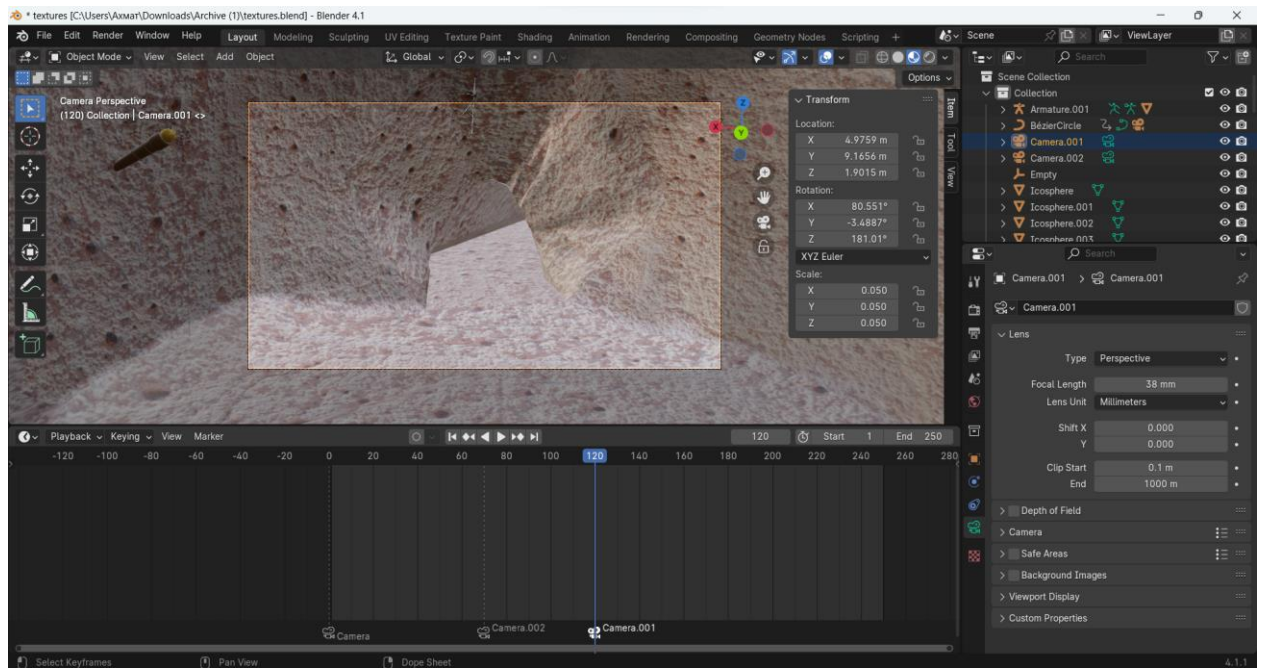 * textures [C:\Users\Ахмат\Downloads\Archive (1)\textures.blend] - Blender 4.1
File Edit Render Window Help Layout Modeling Sculpting UV Editing Texture Paint Shading Animation Rendering Compositing Geometry Nodes Scripting + Scene ViewLayer
Object Mode View Select Add Object Global Search
Options
Camera Perspective
(120) Collection | Camera.001 <>
Transform
Location:
X 4.9759 m
Y 9.1656 m
Z 1.9015 m
Rotation:
X 80.551°
Y -3.4887°
Z 181.01°
XYZ Euler
Scale:
X 0.050
Y 0.050
Z 0.050
Item
Tool
View
Z
X
Y
Scene Collection
Collection
Armature.001
BézierCircle
Camera.001
Camera.002
Empty
Icosphere
Icosphere.001
Icosphere.002
Icosphere.003
Search
Camera.001 > Camera.001
Camera.001
Lens
Type Perspective
Focal Length 38 mm
Lens Unit Millimeters
Shift X 0.000
Y 0.000
Clip Start 0.1 m
End 1000 m
Depth of Field
Camera
Safe Areas
Background Images
Viewport Display
Custom Properties
Playback Keying View Marker 120 Start 1 End 250
-120 -100 -80 -60 -40 -20 0 20 40 60 80 100 120 140 160 180 200 220 240 260 280
Camera Camera.002 Camera.001
Select Keyframes Pan View Dope Sheet 4.1.1